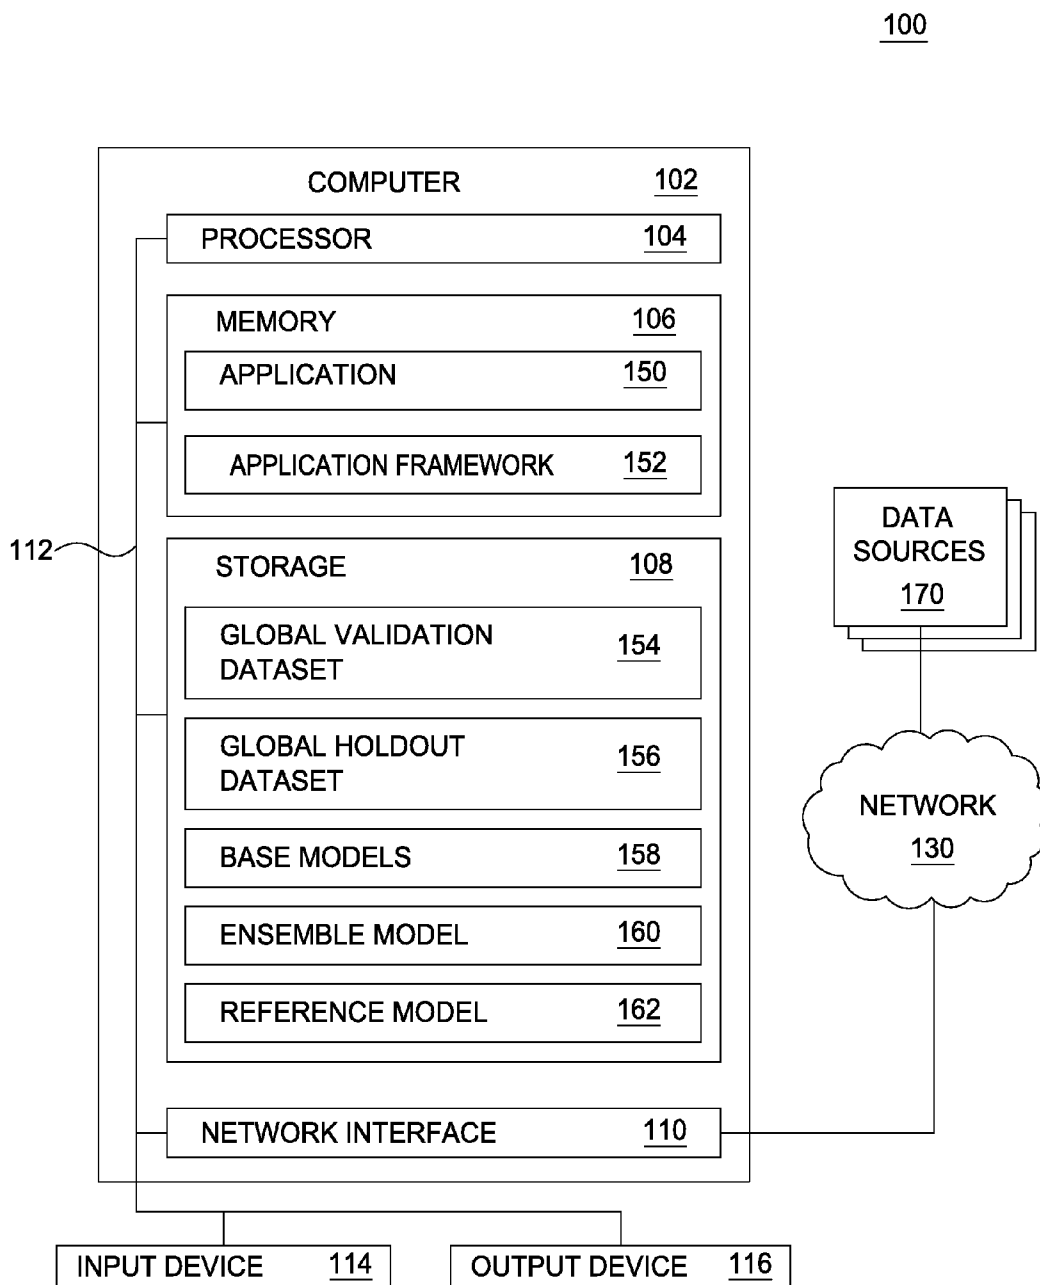 100
COMPUTER 102
PROCESSOR 104
MEMORY 106
APPLICATION 150
APPLICATION FRAMEWORK 152
112
STORAGE 108
GLOBAL VALIDATION
DATASET 154
GLOBAL HOLDOUT
DATASET 156
BASE MODELS 158
ENSEMBLE MODEL 160
REFERENCE MODEL 162
NETWORK INTERFACE 110
DATA
SOURCES
170
NETWORK
130
INPUT DEVICE 114
OUTPUT DEVICE 116